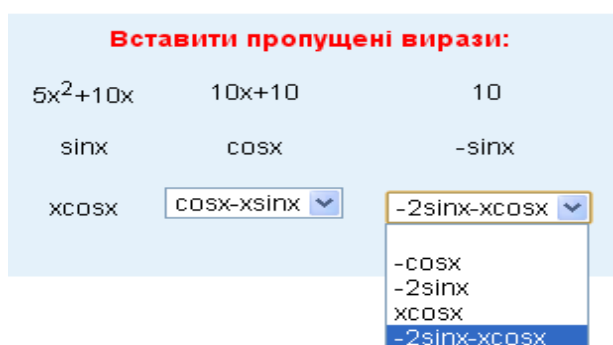 Вставити пропущені вирази:
5x²+10x 10x+10 10
sinx cosx -sinx
xcosx cosx-xsinx -2sinx-xcosx
-cosx
-2sinx
xcosx
-2sinx-xcosx